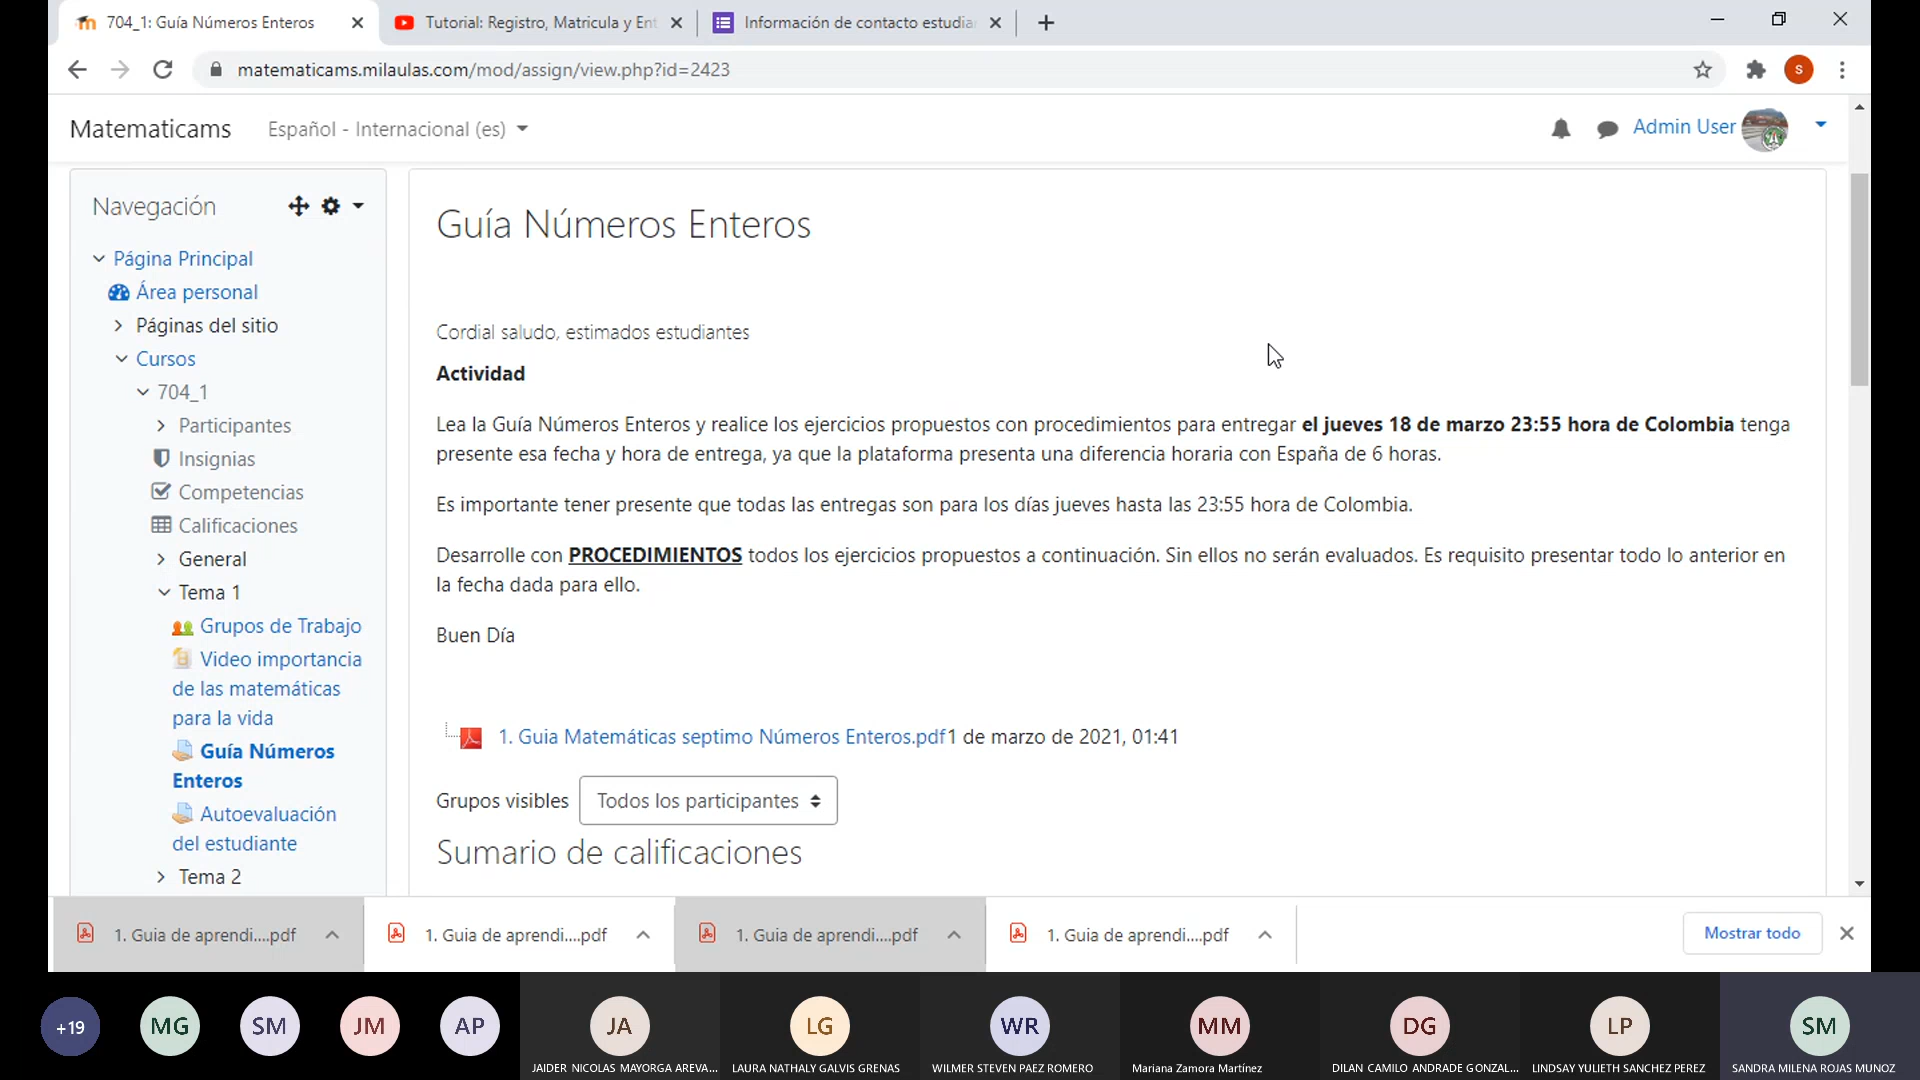 704_1: Guía Números Enteros
Tutorial: Registro, Matricula y Ent
Información de contacto estudia
matematicams.milaulas.com/mod/assign/view.php?id=2423
S
Matematicams
Español - Internacional (es)
Admin User
Navegación
Página Principal
Área personal
Páginas del sitio
Cursos
704_1
Participantes
Insignias
Competencias
Calificaciones
General
Tema 1
Grupos de Trabajo
Video importancia
de las matemáticas
para la vida
Guía Números
Enteros
Autoevaluación
del estudiante
Tema 2
Guía Números Enteros
Cordial saludo, estimados estudiantes
Actividad
Lea la Guía Números Enteros y realice los ejercicios propuestos con procedimientos para entregar el jueves 18 de marzo 23:55 hora de Colombia tenga
presente esa fecha y hora de entrega, ya que la plataforma presenta una diferencia horaria con España de 6 horas.
Es importante tener presente que todas las entregas son para los días jueves hasta las 23:55 hora de Colombia.
Desarrolle con PROCEDIMIENTOS todos los ejercicios propuestos a continuación. Sin ellos no serán evaluados. Es requisito presentar todo lo anterior en
la fecha dada para ello.
Buen Día
1. Guia Matemáticas septimo Números Enteros.pdf1 de marzo de 2021, 01:41
Grupos visibles Todos los participantes
Sumario de calificaciones
1. Guia de aprendi....pdf
1. Guia de aprendi....pdf
1. Guia de aprendi....pdf
1. Guia de aprendi....pdf
Mostrar todo
+19
MG
SM
JM
AP
JA
JAIDER NICOLAS MAYORGA AREVA...
LG
LAURA NATHALY GALVIS GRENAS
WR
WILMER STEVEN PAEZ ROMERO
MM
Mariana Zamora Martínez
DG
DILAN CAMILO ANDRADE GONZAL...
LP
LINDSAY YULIETH SANCHEZ PEREZ
SM
SANDRA MILENA ROJAS MUNOZ